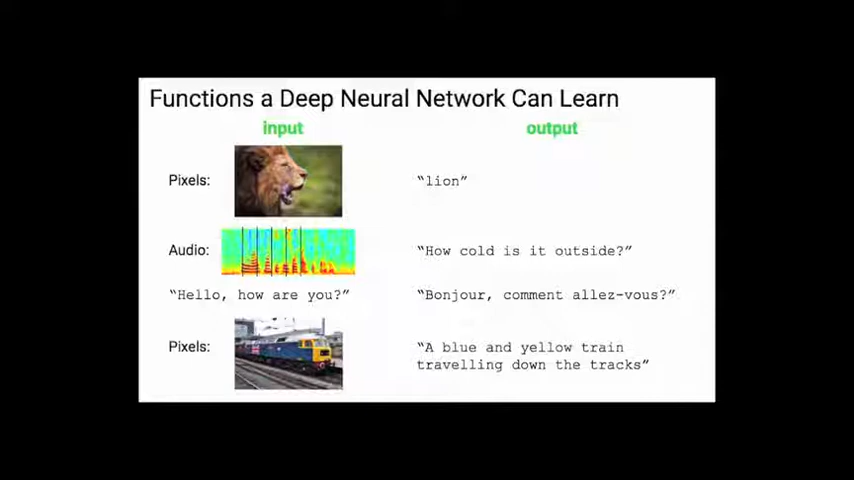 Functions a Deep Neural Network Can Learn
input output
Pixels: “lion”
Audio: “How cold is it outside?”
“Hello, how are you?” “Bonjour, comment allez-vous?”
Pixels: “A blue and yellow train
travelling down the tracks”